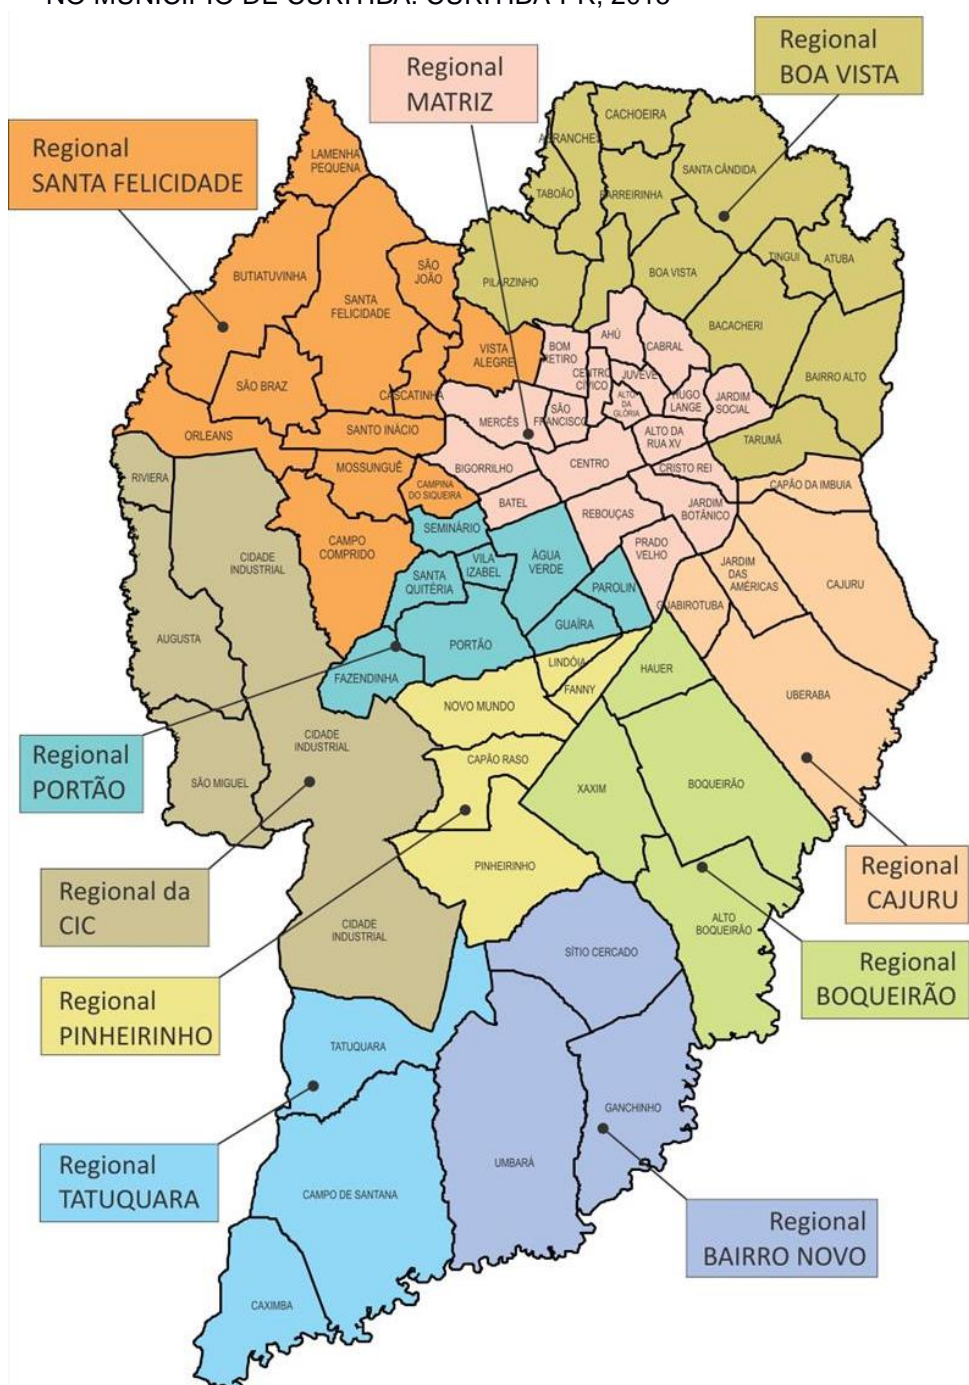 NO MUNICÍPIO DE CURITIBA. CURITIBA-PR, 2018
Regional
BOA VISTA
Regional
MATRIZ
Regional
SANTA FELICIDADE
CACHOEIRA
LAMENHA
PEQUENA
SANTA CÂNDIDA
TABOÃO
BARREIRINHA
SÃO
JOÃO
BUTIATUVINHA
PILARZINHO
BOA VISTA
TINGUI
ATUBA
SANTA
FELICIDADE
BACACHERI
VISTA
ALEGRE
BOM
RETIRO
AHÚ
CABRAL
CENTRO
CÍVICO
JUVEVÊ
BAIRRO ALTO
SÃO BRAZ
CASCATINHA
ALTO
DA
GLÓRIA
HUGO
LANGE
JARDIM
SOCIAL
MERCÊS
SÃO
FRANCISCO
SANTO INÁCIO
ALTO DA
RUA XV
ORLEANS
TARUMÃ
MOSSUNGUÊ
BIGORRILHO
CENTRO
CRISTO REI
RIVIERA
CAMPINA
DO SIQUEIRA
CAPÃO DA IMBUIA
BATEL
REBOUÇAS
JARDIM
BOTÂNICO
SEMINÁRIO
CAMPO
COMPRIDO
CIDADE
INDUSTRIAL
PRADO
VELHO
VILA
IZABEL
ÁGUA
VERDE
JARDIM
DAS
AMÉRICAS
CAJURU
SANTA
QUITÉRIA
PAROLIN
GUABIROTUBA
GUAÍRA
AUGUSTA
PORTÃO
FAZENDINHA
LINDÓIA
HAUER
FANNY
UBERABA
NOVO MUNDO
CIDADE
INDUSTRIAL
Regional
PORTÃO
CAPÃO RASO
SÃO MIGUEL
XAXIM
BOQUEIRÃO
PINHEIRINHO
Regional
CAJURU
Regional da
CIC
CIDADE
INDUSTRIAL
ALTO
BOQUEIRÃO
SÍTIO CERCADO
Regional
BOQUEIRÃO
Regional
PINHEIRINHO
TATUQUARA
GANCHINHO
Regional
TATUQUARA
UMBARÁ
CAMPO DE SANTANA
Regional
BAIRRO NOVO
CAXIMBA